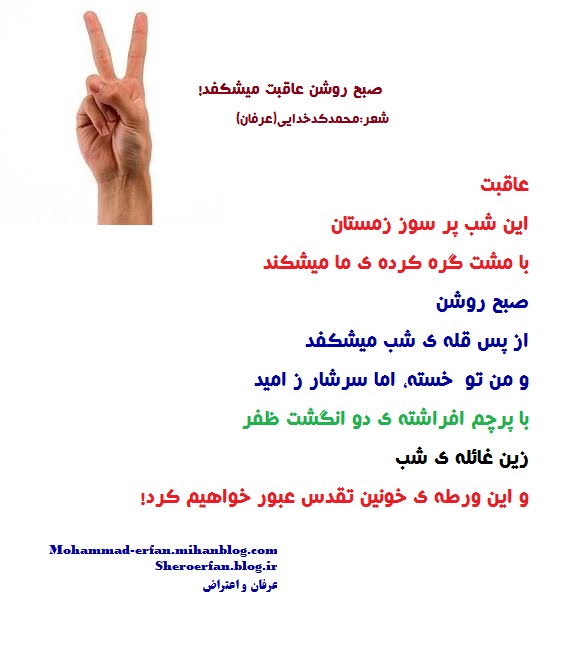 صبح روشن عاقبت میشکفد!
شعر:محمدکدخدایی(عرفان)
عاقبت
این شب پر سوز زمستان
با مشت گره کرده ی ما میشکند
صبح روشن
از پس قله ی شب میشکفد
و من تو خسته، اما سرشار ز امید
با پرچم افراشته ی دو انگشت ظفر
زین غائله ی شب
و این ورطه ی خونین تقدس عبور خواهیم کرد!
Mohammad-erfan.mihanblog.com
Sheroerfan.blog.ir
عرفان و اعتراض